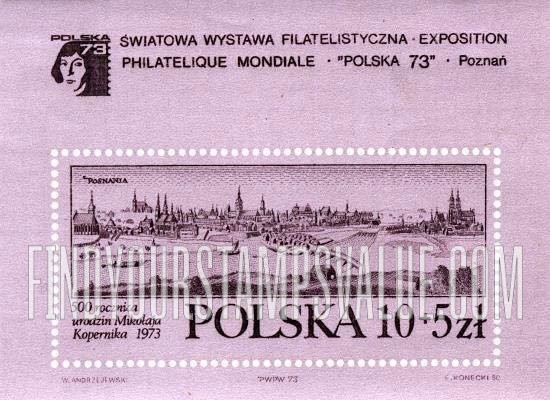 POLSKA
73
ŚWIATOWA WYSTAWA FILATELISTYCZNA · EXPOSITION
PHILATELIQUE MONDIALE · "POLSKA 73" · Poznań
POSNANIA
FINDYOURSTAMPSVALUE.COM
500 rocznica
urodzin Mikołaja
Kopernika 1973
POLSKA 10+5zł
W. ANDRZEJEWSKI
PWPW 73
E. KONECKI SC.